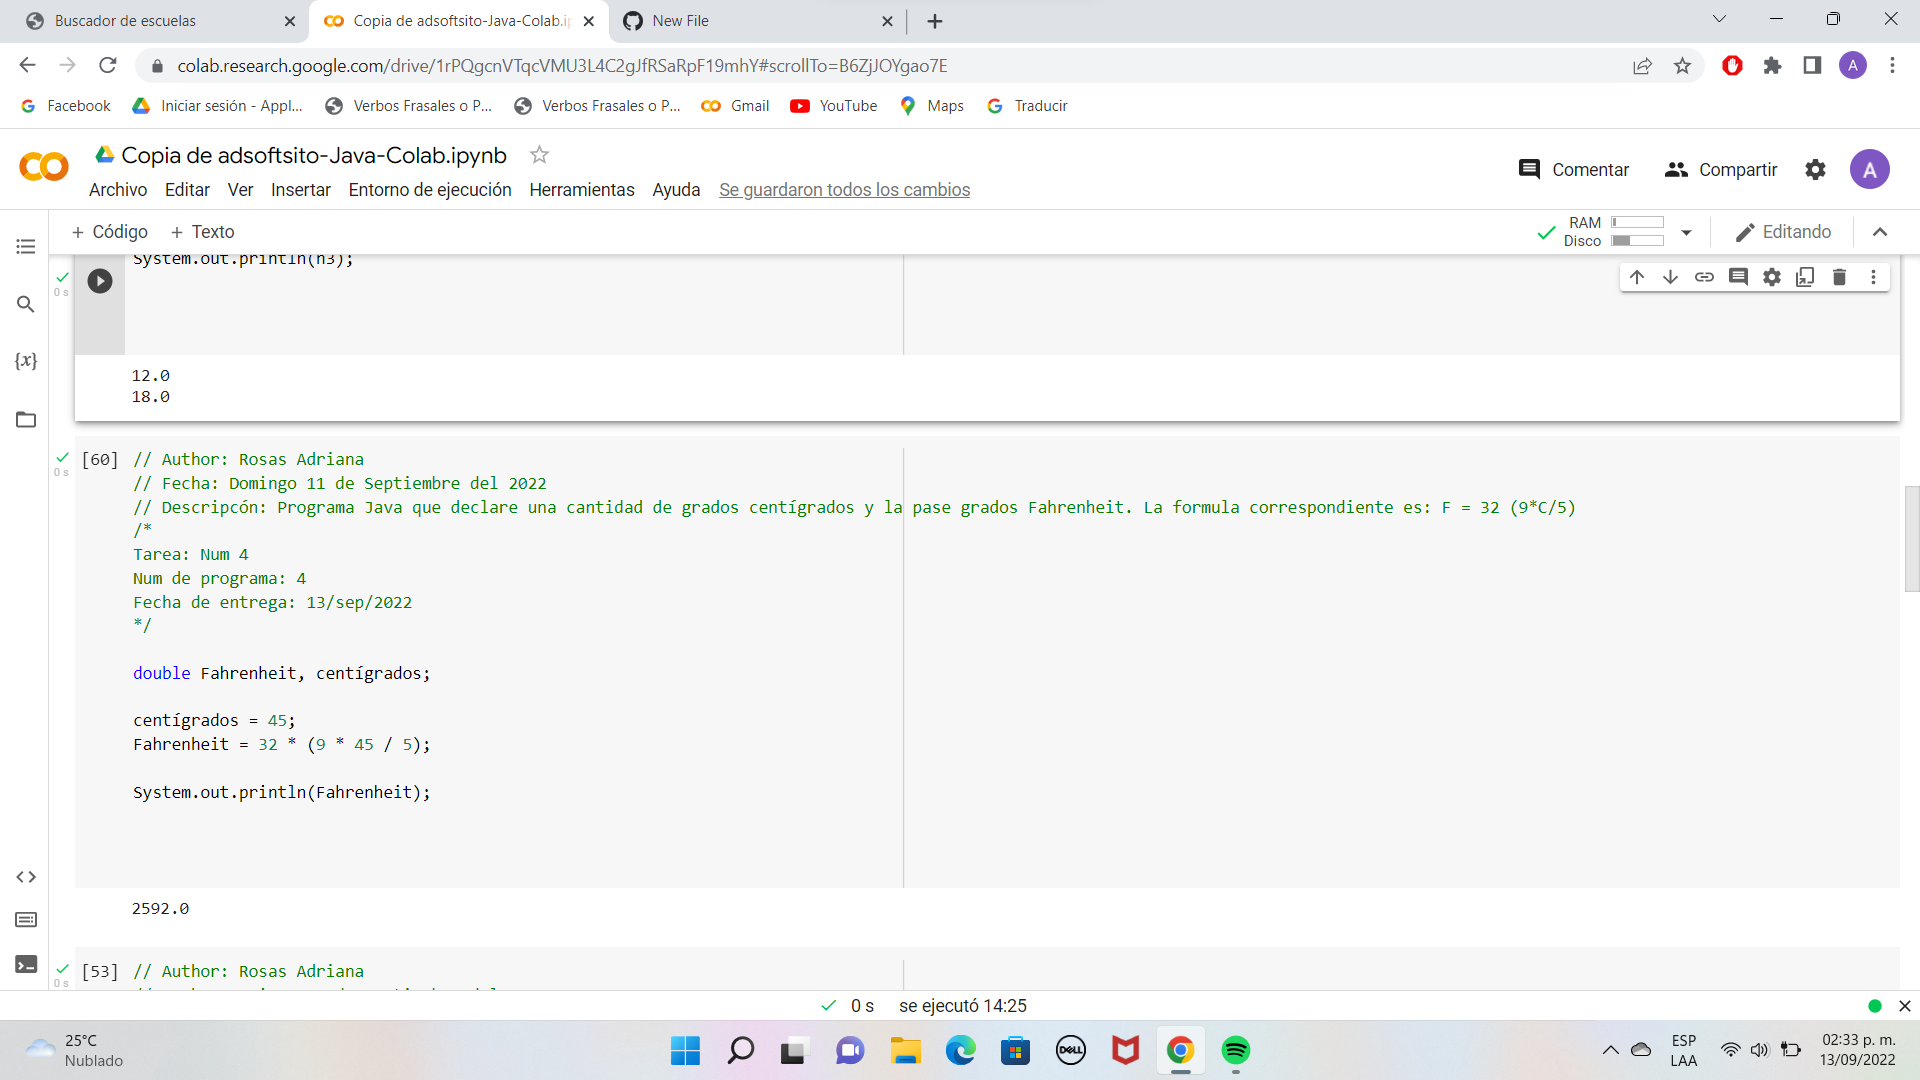 Buscador de escuelas
Copia de adsoftsito-Java-Colab.ip
New File
colab.research.google.com/drive/1rPQgcnVTqcVMU3L4C2gJfRSaRpF19mhY#scrollTo=B6ZjJOYgao7E
A
Facebook
Iniciar sesión - Appl...
Verbos Frasales o P...
Verbos Frasales o P...
Gmail
YouTube
Maps
Traducir
Copia de adsoftsito-Java-Colab.ipynb
Comentar
Compartir
A
Archivo Editar Ver Insertar Entorno de ejecución Herramientas Ayuda Se guardaron todos los cambios
+ Código + Texto
RAM
Disco
Editando
System.out.println(n3);
0 s
{x}
12.0
18.0
0 s
[60] // Author: Rosas Adriana
// Fecha: Domingo 11 de Septiembre del 2022
// Descripcón: Programa Java que declare una cantidad de grados centígrados y la pase grados Fahrenheit. La formula correspondiente es: F = 32 (9*C/5)
/*
Tarea: Num 4
Num de programa: 4
Fecha de entrega: 13/sep/2022
*/
double Fahrenheit, centígrados;
centígrados = 45;
Fahrenheit = 32 * (9 * 45 / 5);
System.out.println(Fahrenheit);
2592.0
0 s
[53] // Author: Rosas Adriana
0 s se ejecutó 14:25
25°C
Nublado
DELL
ESP
LAA
02:33 p. m.
13/09/2022